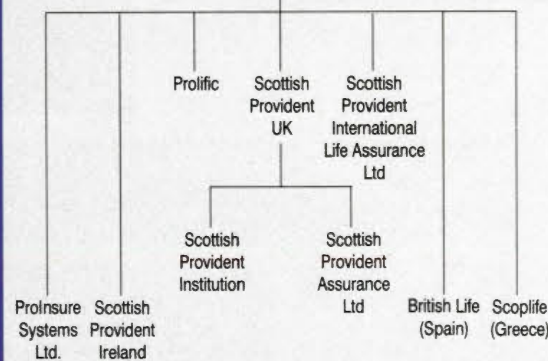 Prolific
Scottish
Provident
UK
Scottish
Provident
International
Life Assurance
Ltd
Scottish
Provident
Institution
Scottish
Provident
Assurance
Ltd
ProInsure
Systems
Ltd.
Scottish
Provident
Ireland
British Life
(Spain)
Scoplife
(Greece)